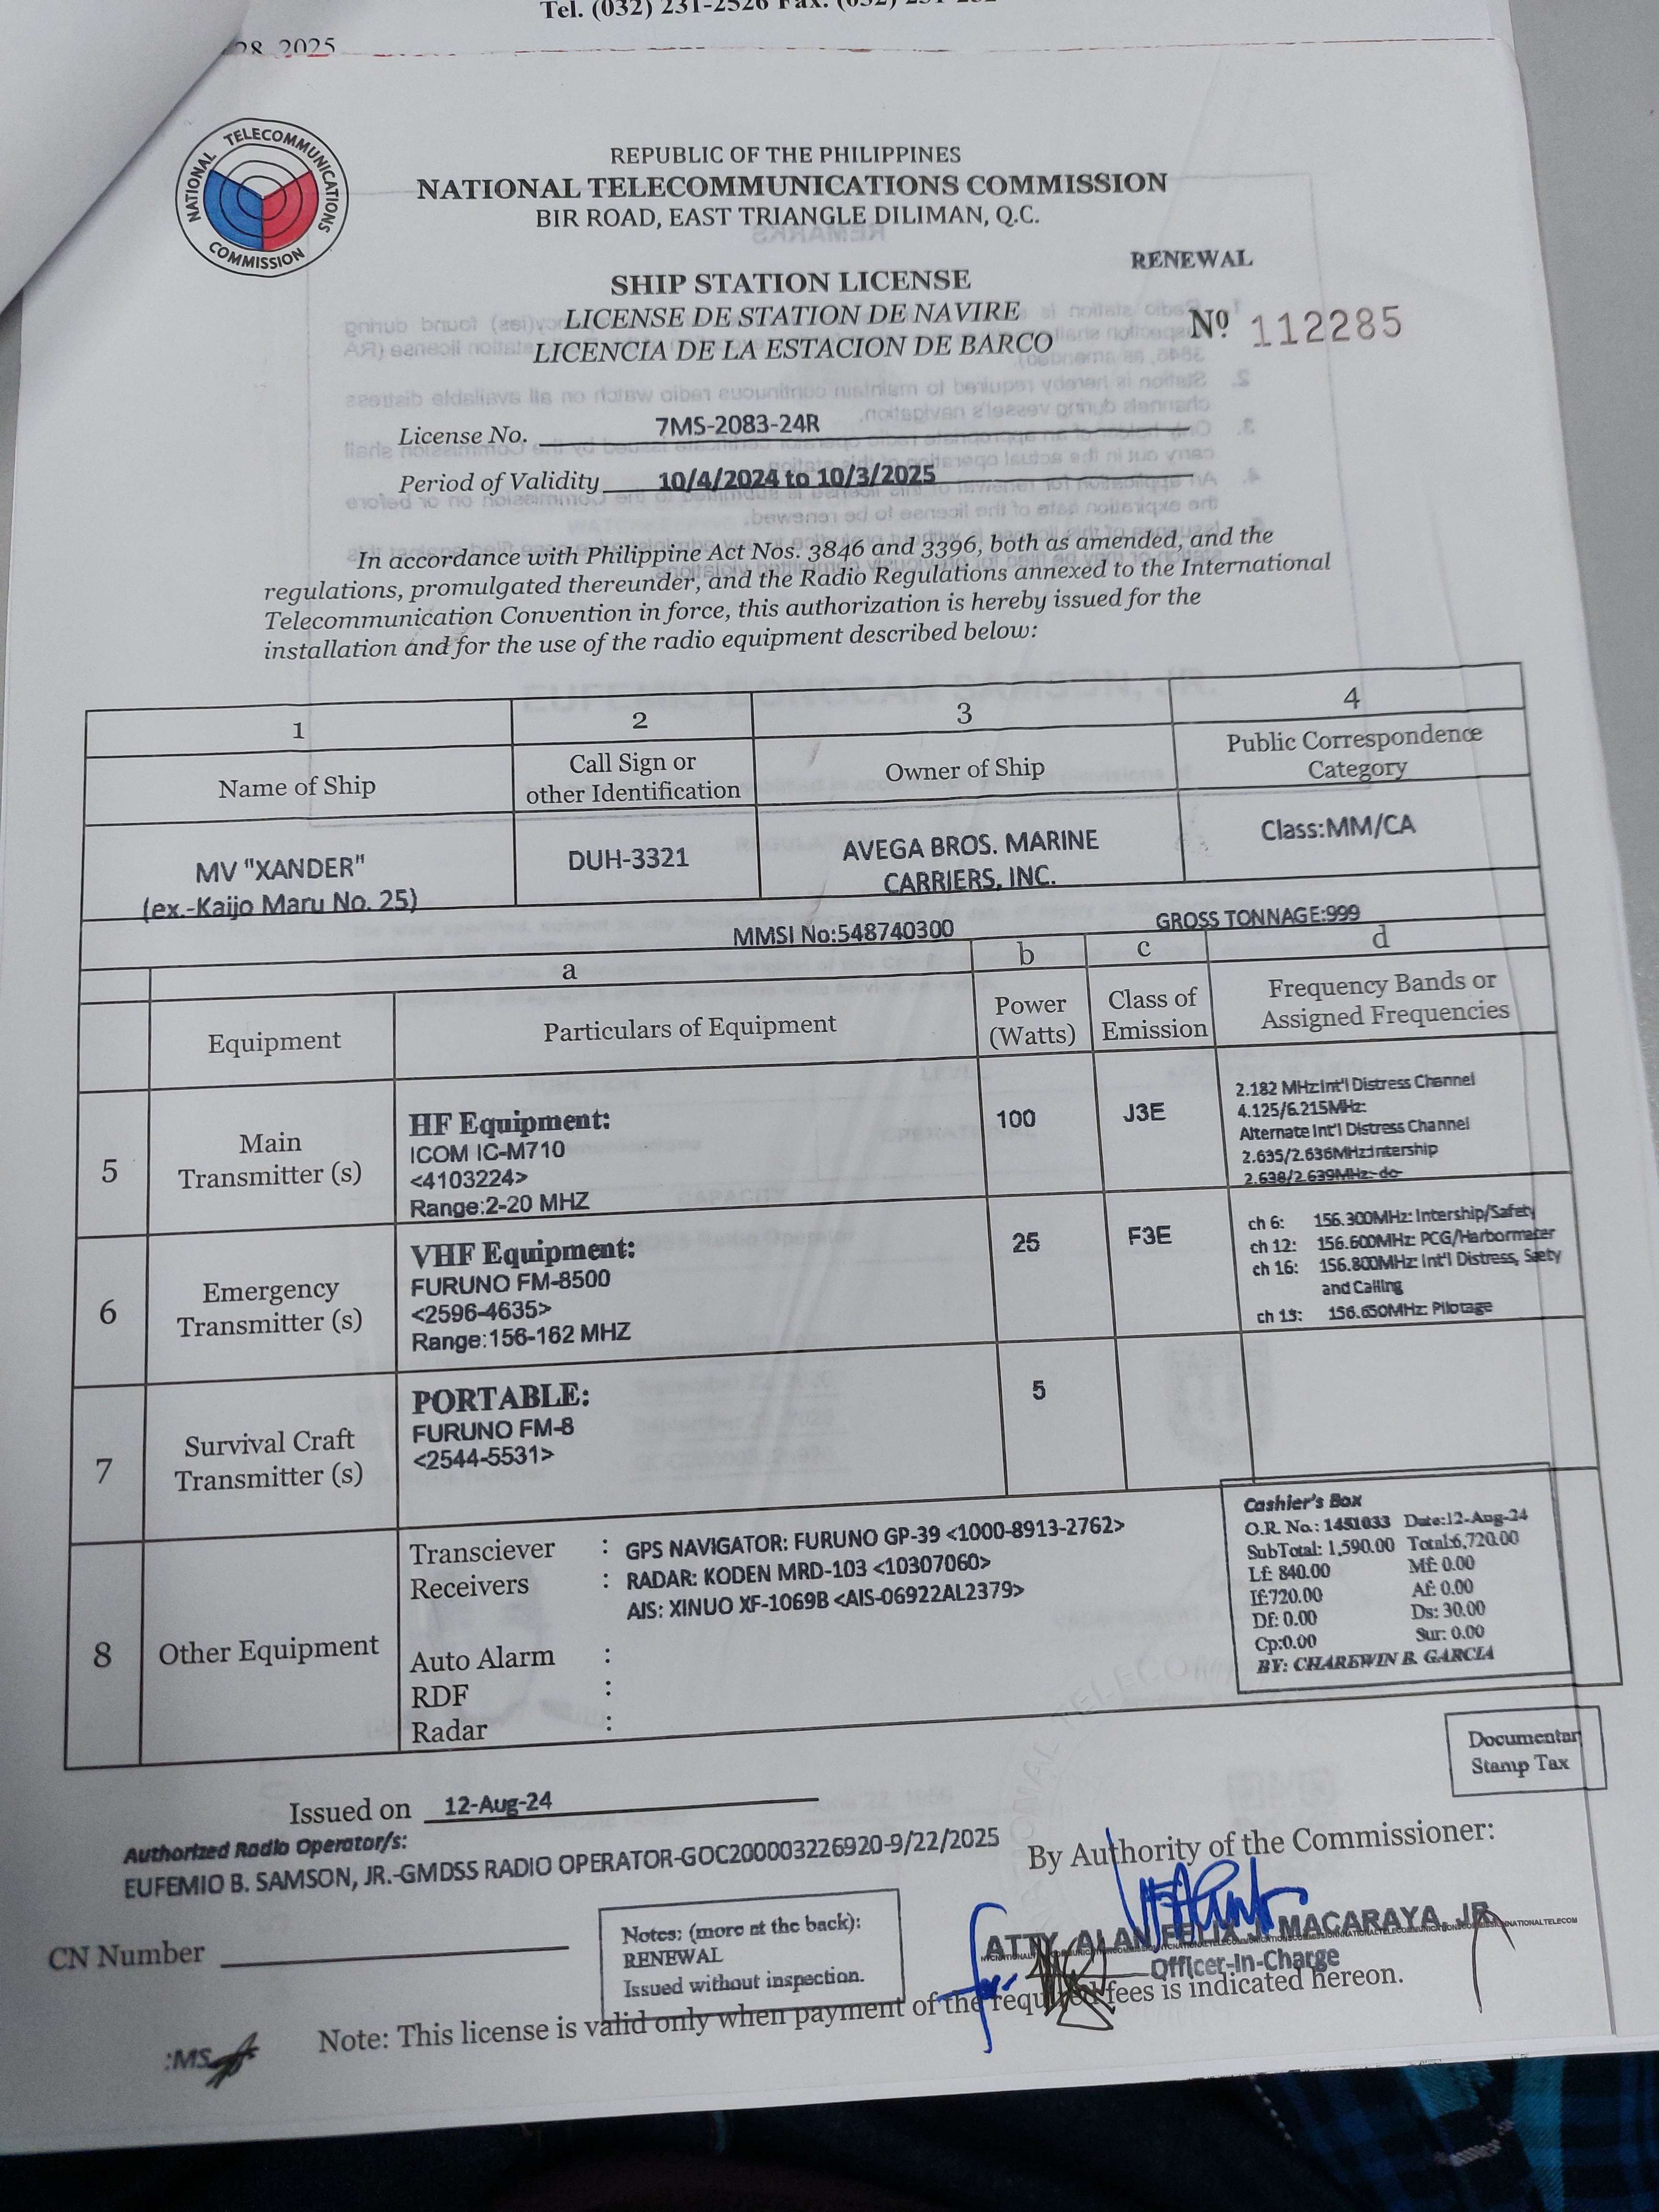 Tel. (032) 231-2526 Fax.
28, 2025
NATIONAL TELECOMMUNICATIONS COMMISSION
REPUBLIC OF THE PHILIPPINES
NATIONAL TELECOMMUNICATIONS COMMISSION
BIR ROAD, EAST TRIANGLE DILIMAN, Q.C.
RENEWAL
SHIP STATION LICENSE
LICENSE DE STATION DE NAVIRE
LICENCIA DE LA ESTACION DE BARCO
Nº 112285
License No. 7MS-2083-24R
Period of Validity 10/4/2024 to 10/3/2025
In accordance with Philippine Act Nos. 3846 and 3396, both as amended, and the
regulations, promulgated thereunder, and the Radio Regulations annexed to the International
Telecommunication Convention in force, this authorization is hereby issued for the
installation and for the use of the radio equipment described below:
1 2 3 4
Name of Ship
Call Sign or
other Identification
Owner of Ship
Public Correspondence
Category
MV "XANDER"
(ex.-Kaijo Maru No. 25)
DUH-3321
AVEGA BROS. MARINE
CARRIERS, INC.
Class:MM/CA
MMSI No:548740300 GROSS TONNAGE:999
a b c d
Equipment
Particulars of Equipment
Power
(Watts)
Class of
Emission
Frequency Bands or
Assigned Frequencies
5
Main
Transmitter (s)
HF Equipment:
ICOM IC-M710
<4103224>
Range:2-20 MHZ
100
J3E
2.182 MHz:Int'l Distress Channel
4.125/6.215MHz:
Alternate Int'l Distress Channel
2.635/2.636MHz:Intership
2.638/2.639MHz:-do-
6
Emergency
Transmitter (s)
VHF Equipment:
FURUNO FM-8500
<2596-4635>
Range:156-162 MHZ
25
F3E
ch 6: 156.300MHz: Intership/Safety
ch 12: 156.600MHz: PCG/Harbormater
ch 16: 156.800MHz: Int'l Distress, Saety
and Calling
ch 13: 156.650MHz: Pilotage
7
Survival Craft
Transmitter (s)
PORTABLE:
FURUNO FM-8
<2544-5531>
5
8
Other Equipment
Transciever : GPS NAVIGATOR: FURUNO GP-39 <1000-8913-2762>
Receivers : RADAR: KODEN MRD-103 <10307060>
AIS: XINUO XF-1069B <AIS-06922AL2379>
Auto Alarm :
RDF :
Radar :
Cashier's Box
O.R. No.: 1451033 Date:12-Aug-24
SubTotal: 1,590.00 Total:6,720.00
Lf: 840.00 Mf: 0.00
If:720.00 Af: 0.00
Df: 0.00 Ds: 30.00
Cp:0.00 Sur: 0.00
BY: CHAREWIN B. GARCIA
Documentar
Stamp Tax
Issued on 12-Aug-24
Authorized Radio Operator/s:
EUFEMIO B. SAMSON, JR.-GMDSS RADIO OPERATOR-GOC200003226920-9/22/2025
By Authority of the Commissioner:
ATTY. ALAN FELIX J. MACARAYA, JR
Officer-In-Charge
CN Number
Notes: (more at the back):
RENEWAL
Issued without inspection.
Note: This license is valid only when payment of the required fees is indicated hereon.
:MS